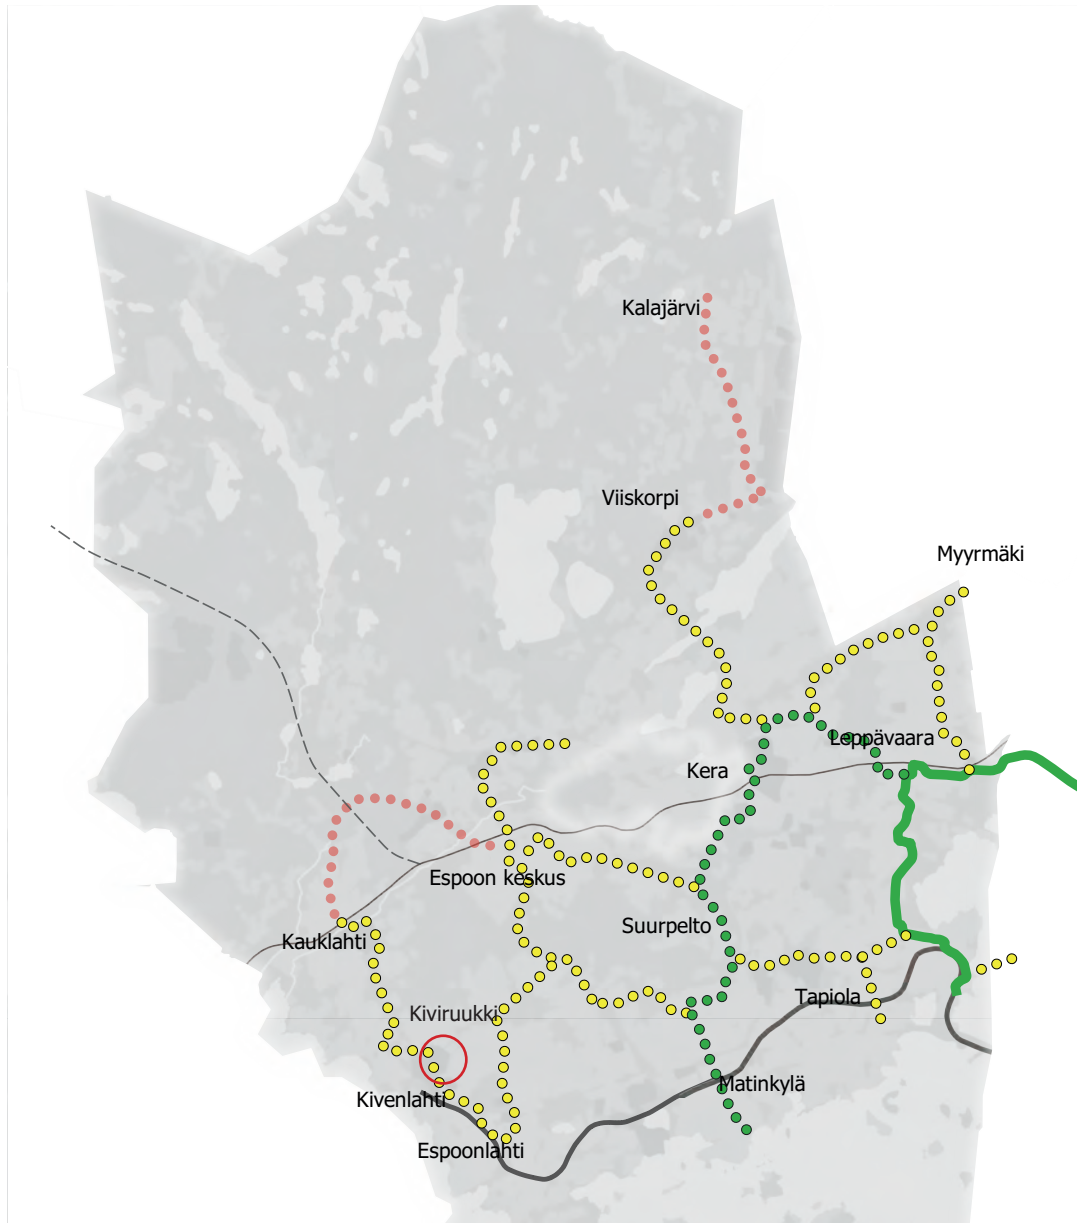 Kalajärvi
Viiskorpi
Myyrmäki
Leppävaara
Kera
Espoon keskus
Suurpelto
Kauklahti
Tapiola
Kiviruukki
Matinkylä
Kivenlahti
Espoonlahti